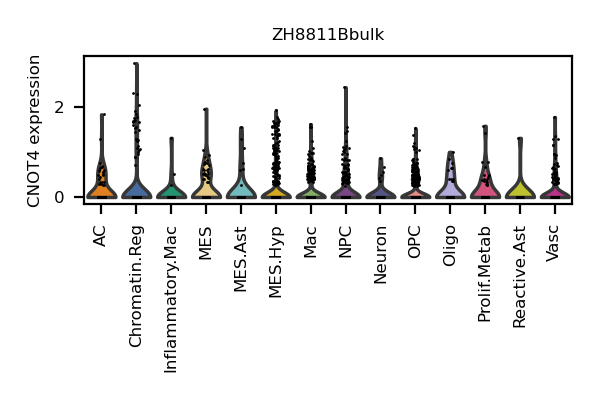 ZH8811Bbulk
CNOT4 expression
2
0
AC
Chromatin.Reg
Inflammatory.Mac
MES
MES.Ast
MES.Hyp
Mac
NPC
Neuron
OPC
Oligo
Prolif.Metab
Reactive.Ast
Vasc